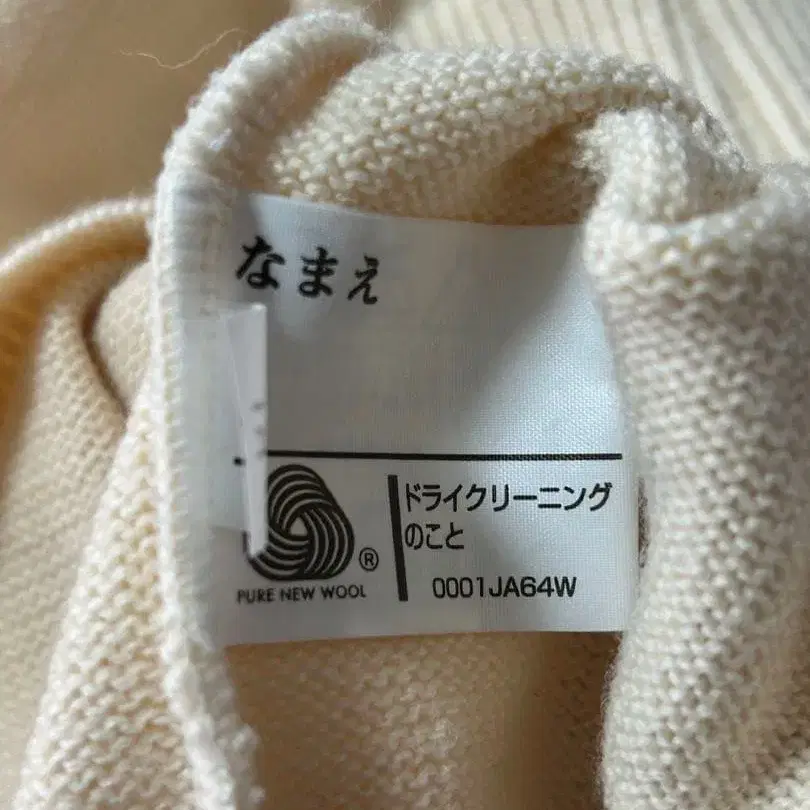 なまえ
ドライクリーニング
のこと
®
PURE NEW WOOL
0001JA64W